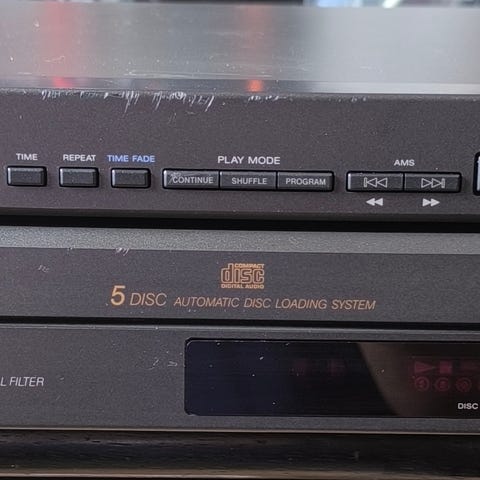 TIME REPEAT TIME FADE PLAY MODE AMS
CONTINUE SHUFFLE PROGRAM
COMPACT
disc
DIGITAL AUDIO
5 DISC AUTOMATIC DISC LOADING SYSTEM
L FILTER
DISC